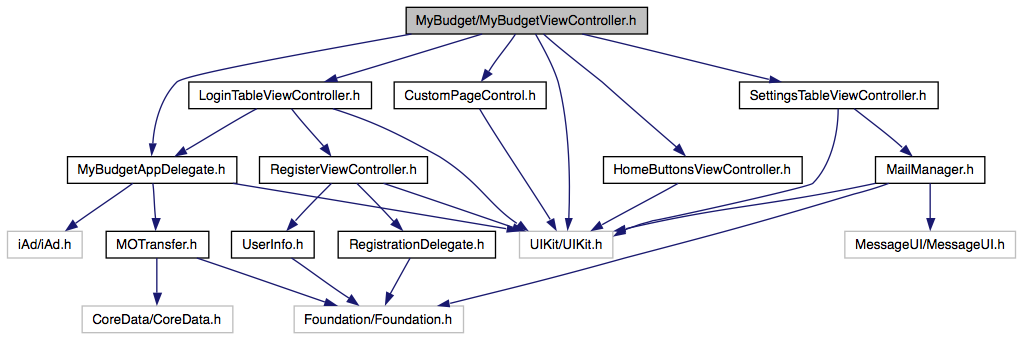 MyBudget/MyBudgetViewController.h
LoginTableViewController.h
CustomPageControl.h
SettingsTableViewController.h
MyBudgetAppDelegate.h
RegisterViewController.h
HomeButtonsViewController.h
MailManager.h
iAd/iAd.h
MOTransfer.h
UserInfo.h
RegistrationDelegate.h
UIKit/UIKit.h
MessageUI/MessageUI.h
CoreData/CoreData.h
Foundation/Foundation.h